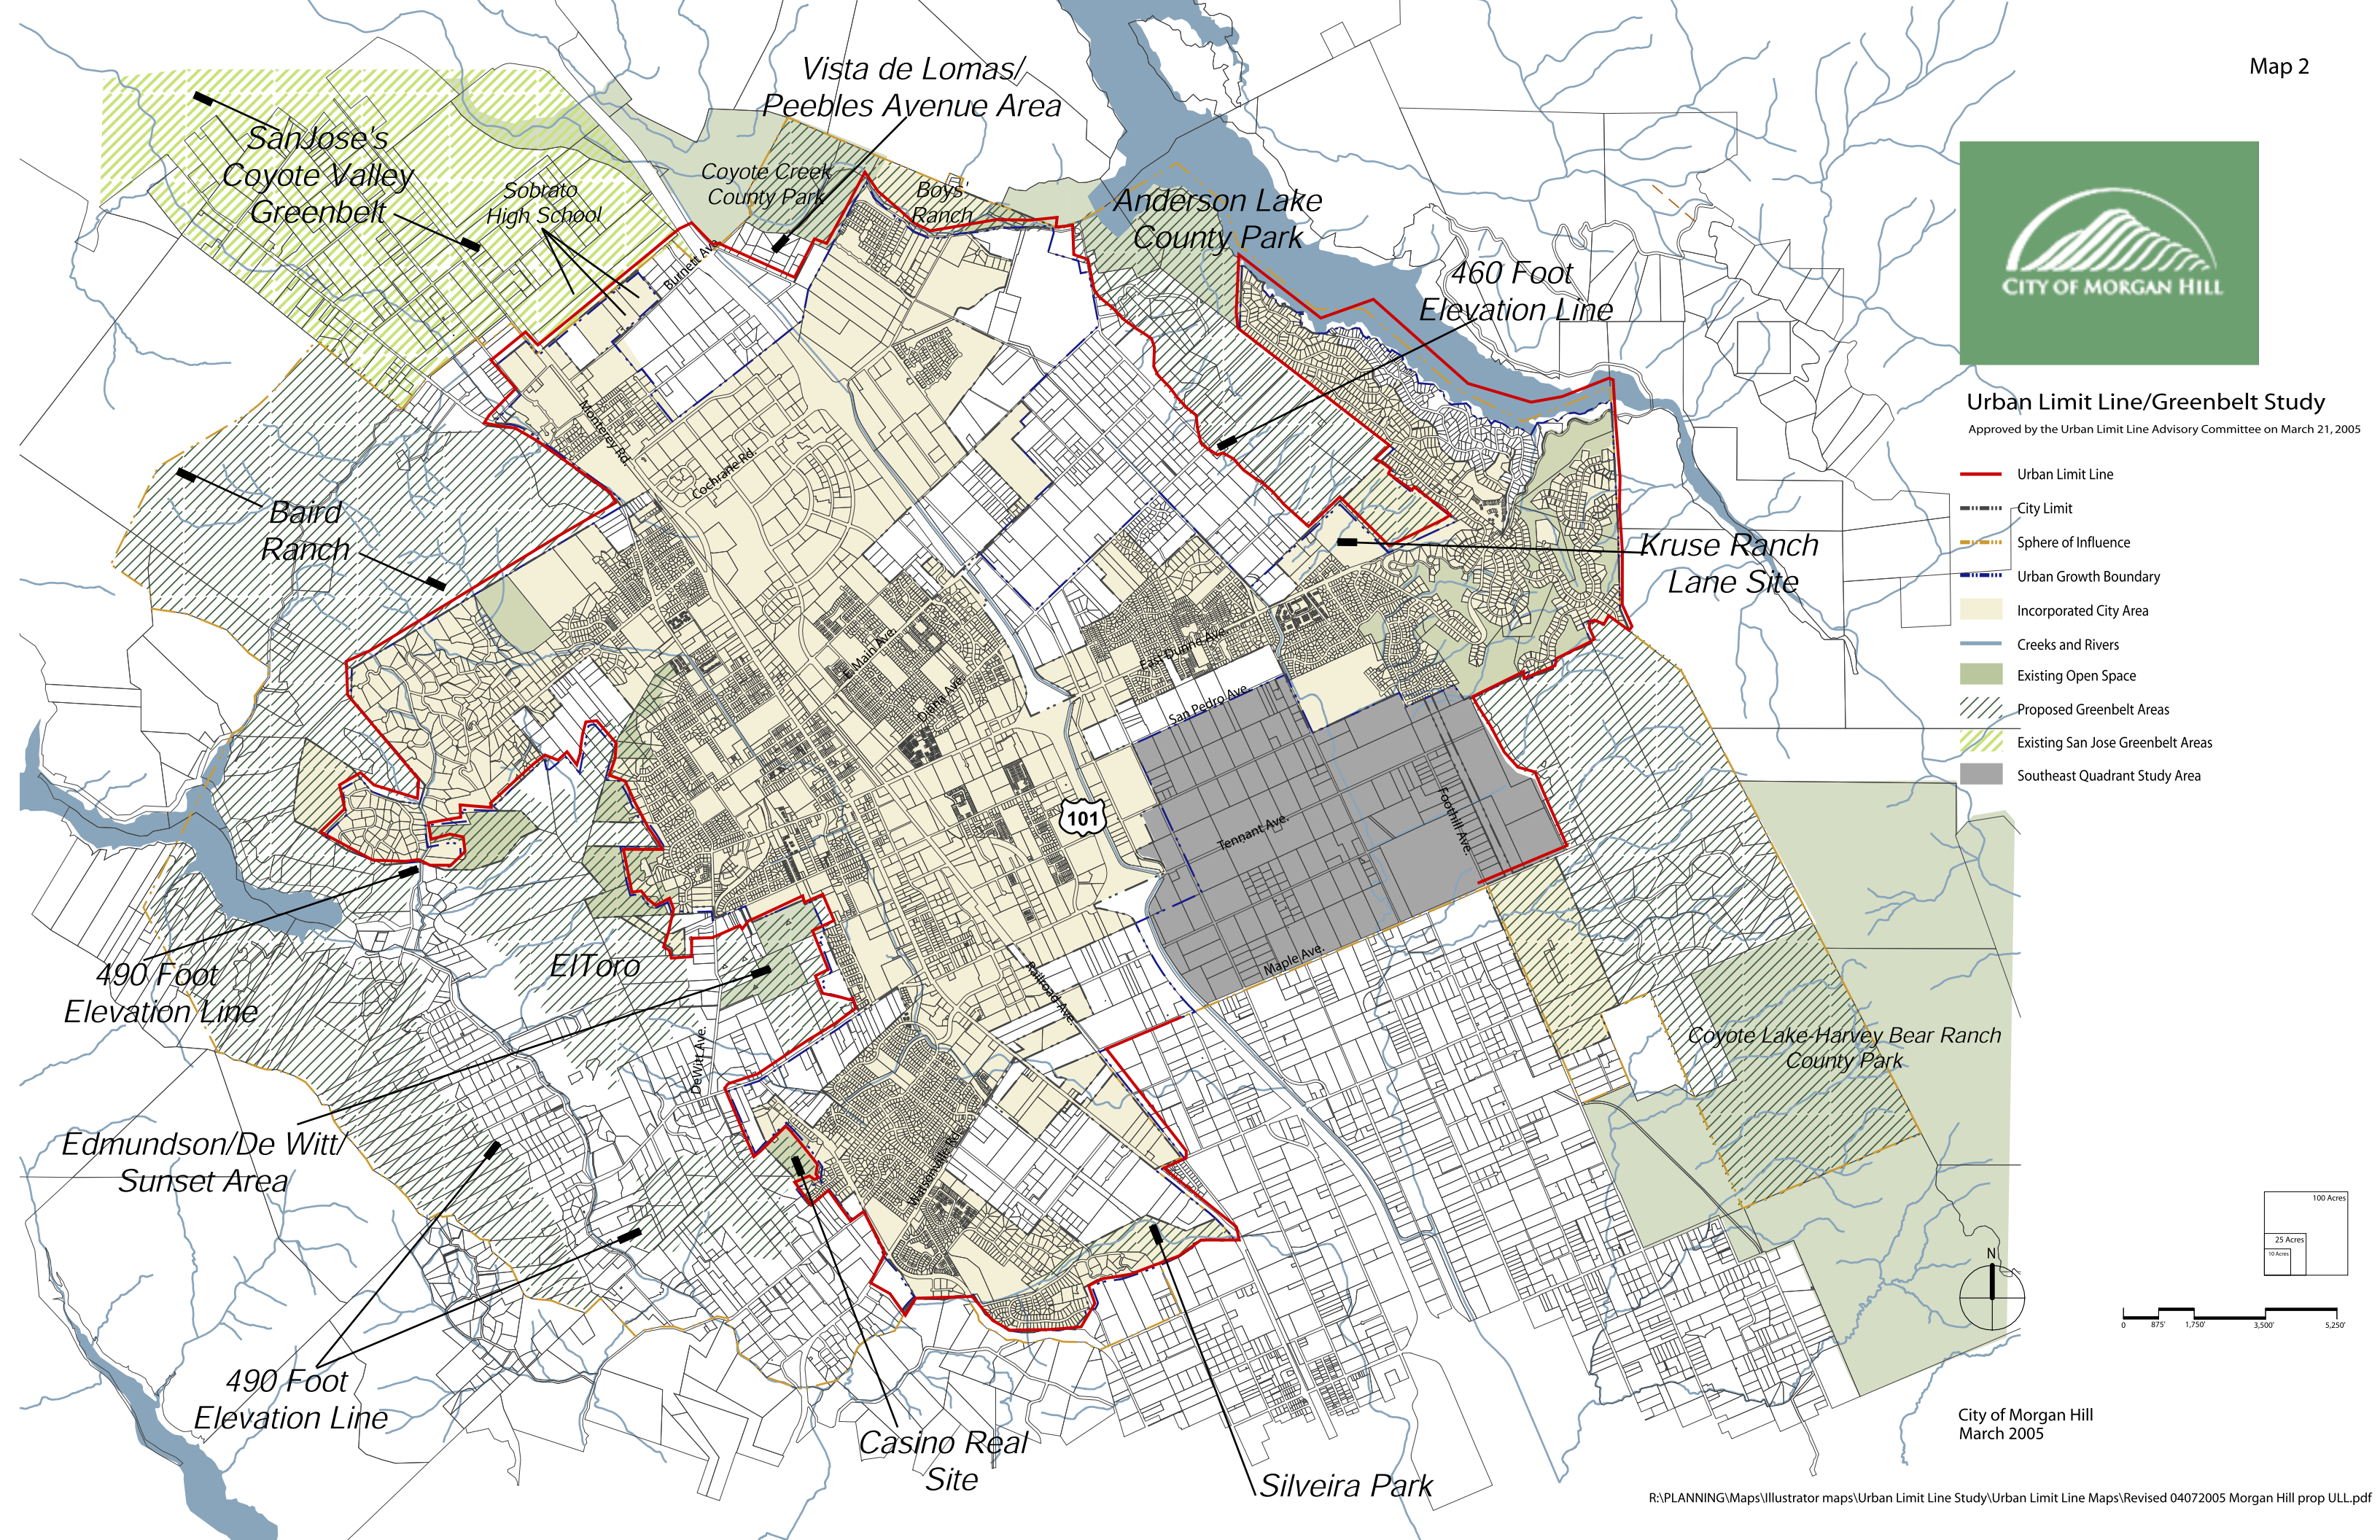 Map 2
Vista de Lomas/
Peebles Avenue Area
SanJose's
Coyote Valley
Greenbelt
Sobrato
High School
Coyote Creek
County Park
Boys'
Ranch
Anderson Lake
County Park
460 Foot
Elevation Line
Burnett Ave.
Monterey Rd.
Cochrane Rd.
Baird
Ranch
Kruse Ranch
Lane Site
E Main Ave.
Diana Ave.
East Dunne Ave.
San Pedro Ave.
101
Tennant Ave.
Foothill Ave.
Maple Ave.
Railroad Ave.
490 Foot
Elevation Line
ElToro
DeWitt Ave.
Coyote Lake-Harvey Bear Ranch
County Park
Edmundson/De Witt/
Sunset Area
Watsonville Rd.
490 Foot
Elevation Line
Casino Real
Site
Silveira Park
CITY OF MORGAN HILL
Urban Limit Line/Greenbelt Study
Approved by the Urban Limit Line Advisory Committee on March 21, 2005
Urban Limit Line
City Limit
Sphere of Influence
Urban Growth Boundary
Incorporated City Area
Creeks and Rivers
Existing Open Space
Proposed Greenbelt Areas
Existing San Jose Greenbelt Areas
Southeast Quadrant Study Area
100 Acres
25 Acres
10 Acres
N
0 875' 1,750' 3,500' 5,250'
City of Morgan Hill
March 2005
R:\PLANNING\Maps\Illustrator maps\Urban Limit Line Study\Urban Limit Line Maps\Revised 04072005 Morgan Hill prop ULL.pdf